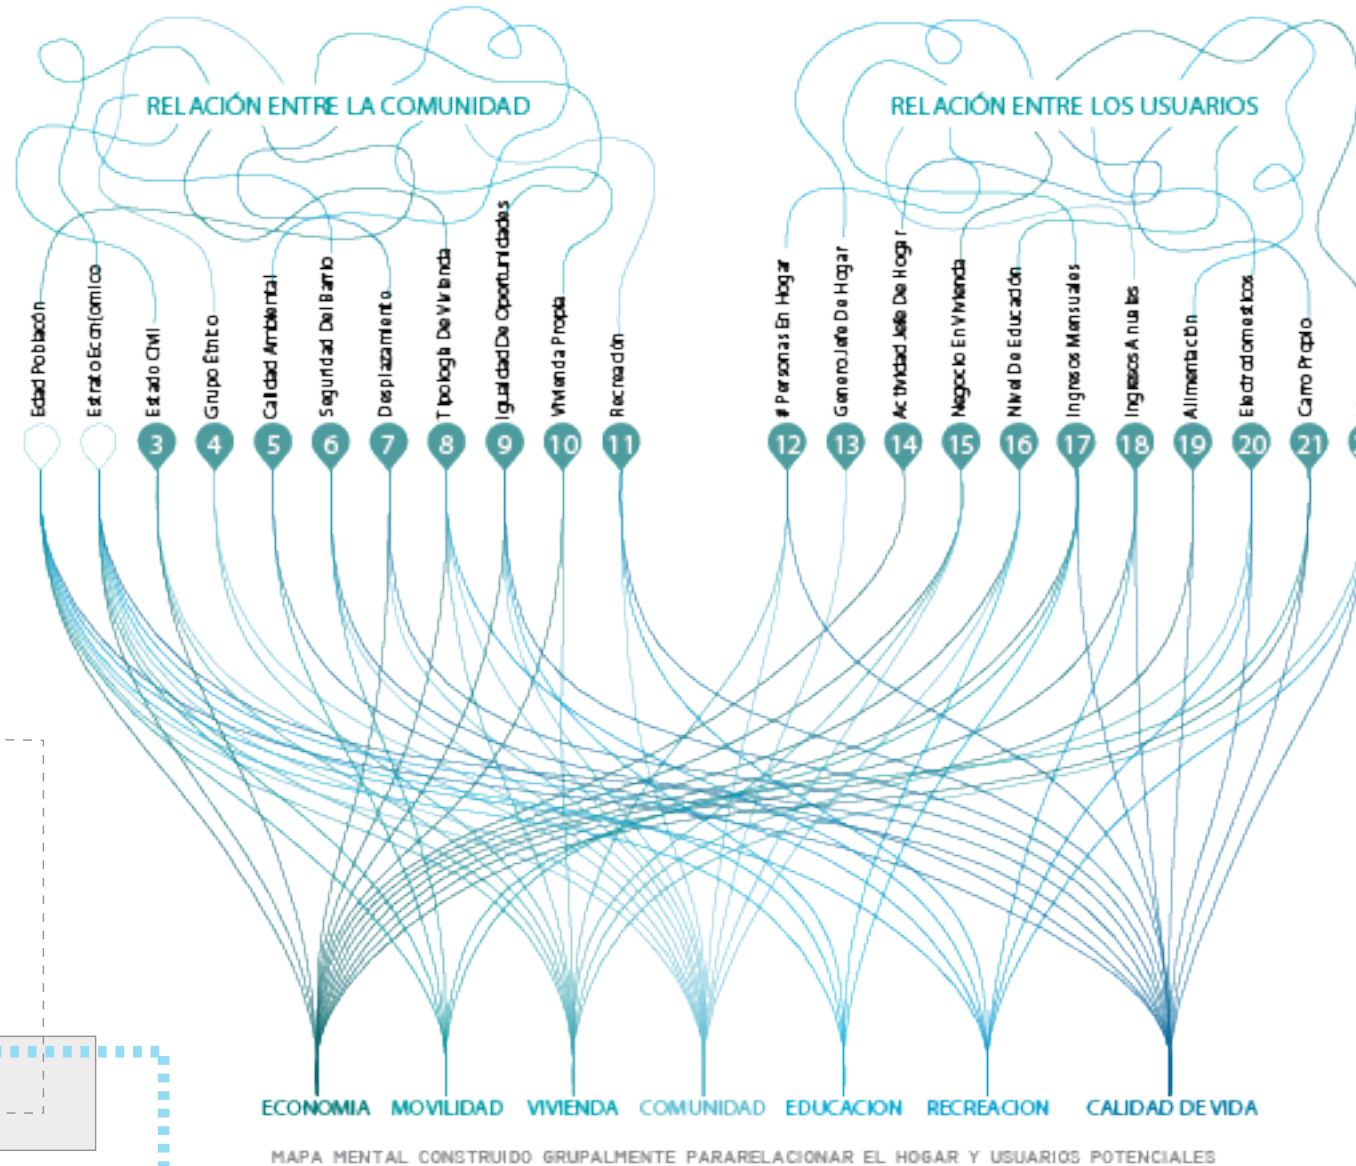 RELACIÓN ENTRE LA COMUNIDAD
RELACIÓN ENTRE LOS USUARIOS
Edad Población
Estrato Econ{omico
Estado Civil
Grupo Étnico
Calidad Ambiental
Seguridad Del Barrio
Desplazamiento
Tipología De Vivienda
Igualdad De Oportunidades
Vivienda Propia
Recreación
# Personas En Hogar
Genero Jefe De Hogar
Actividad Jefe De Hogar
Negocio En Vivienda
Nivel De Educación
Ingresos Mensuales
Ingresos Anuales
Alimentación
Electrodomesticos
Carro Propio
3 4 5 6 7 8 9 10 11 12 13 14 15 16 17 18 19 20 21
ECONOMIA MOVILIDAD VIVIENDA COMUNIDAD EDUCACION RECREACION CALIDAD DE VIDA
MAPA MENTAL CONSTRUIDO GRUPALMENTE PARARELACIONAR EL HOGAR Y USUARIOS POTENCIALES